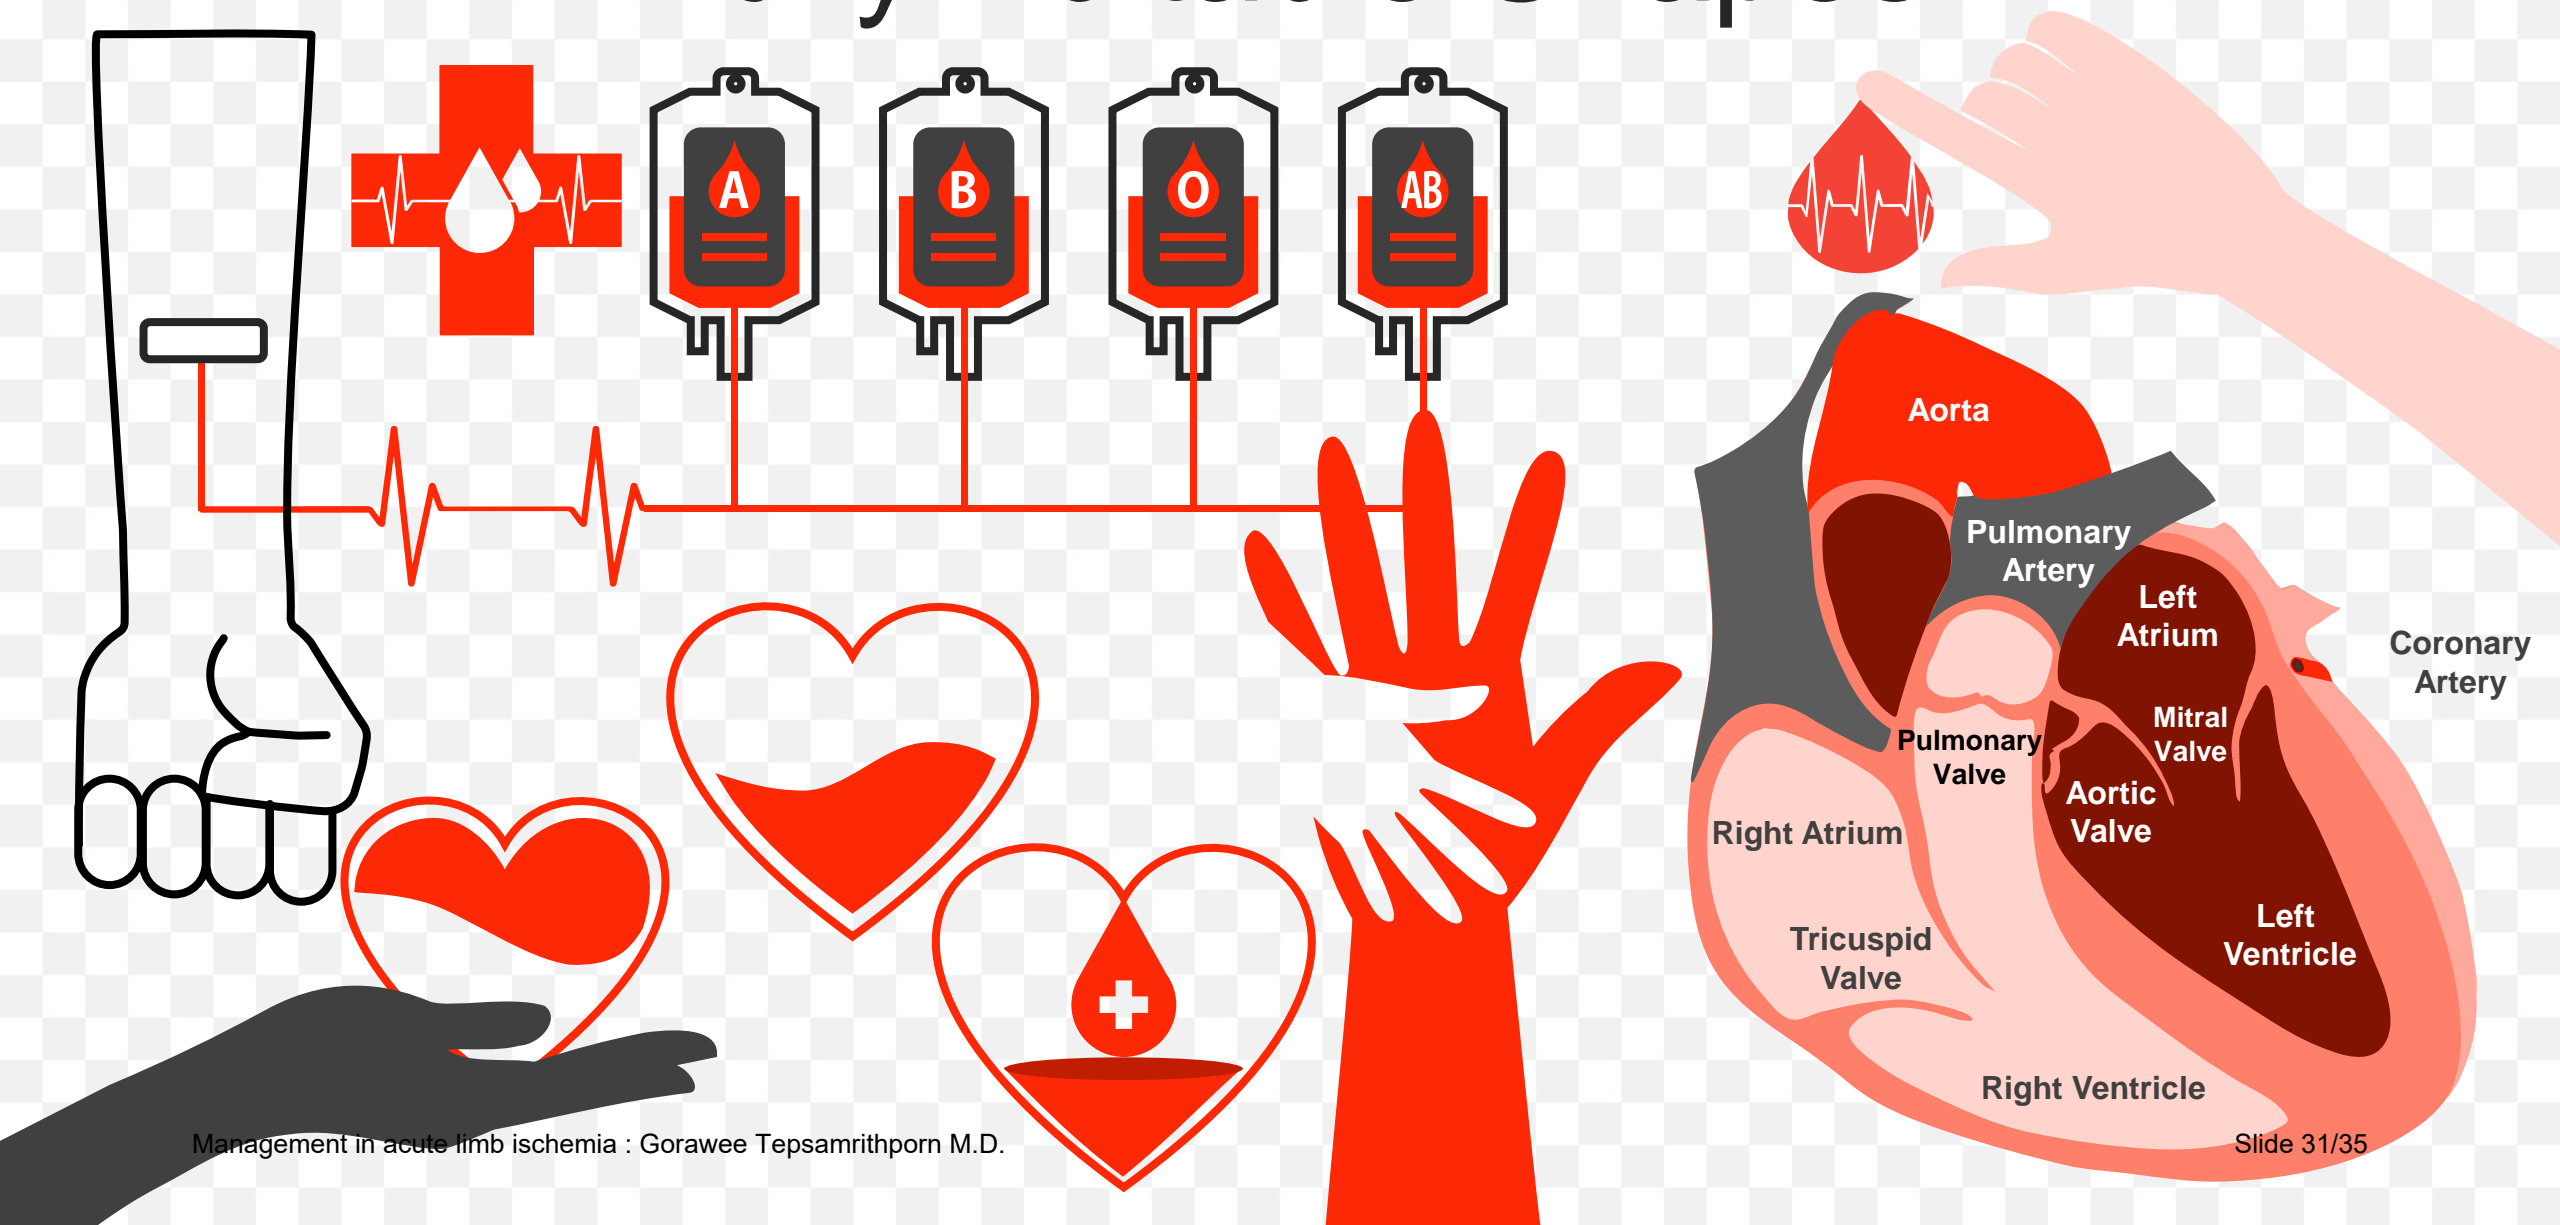 A
B
O
AB
Aorta
Pulmonary
Artery
Left
Atrium
Coronary
Artery
Mitral
Valve
Pulmonary
Valve
Aortic
Valve
Right Atrium
Left
Ventricle
Tricuspid
Valve
Right Ventricle
Management in acute limb ischemia : Gorawee Tepsamrithporn M.D.
Slide 31/35